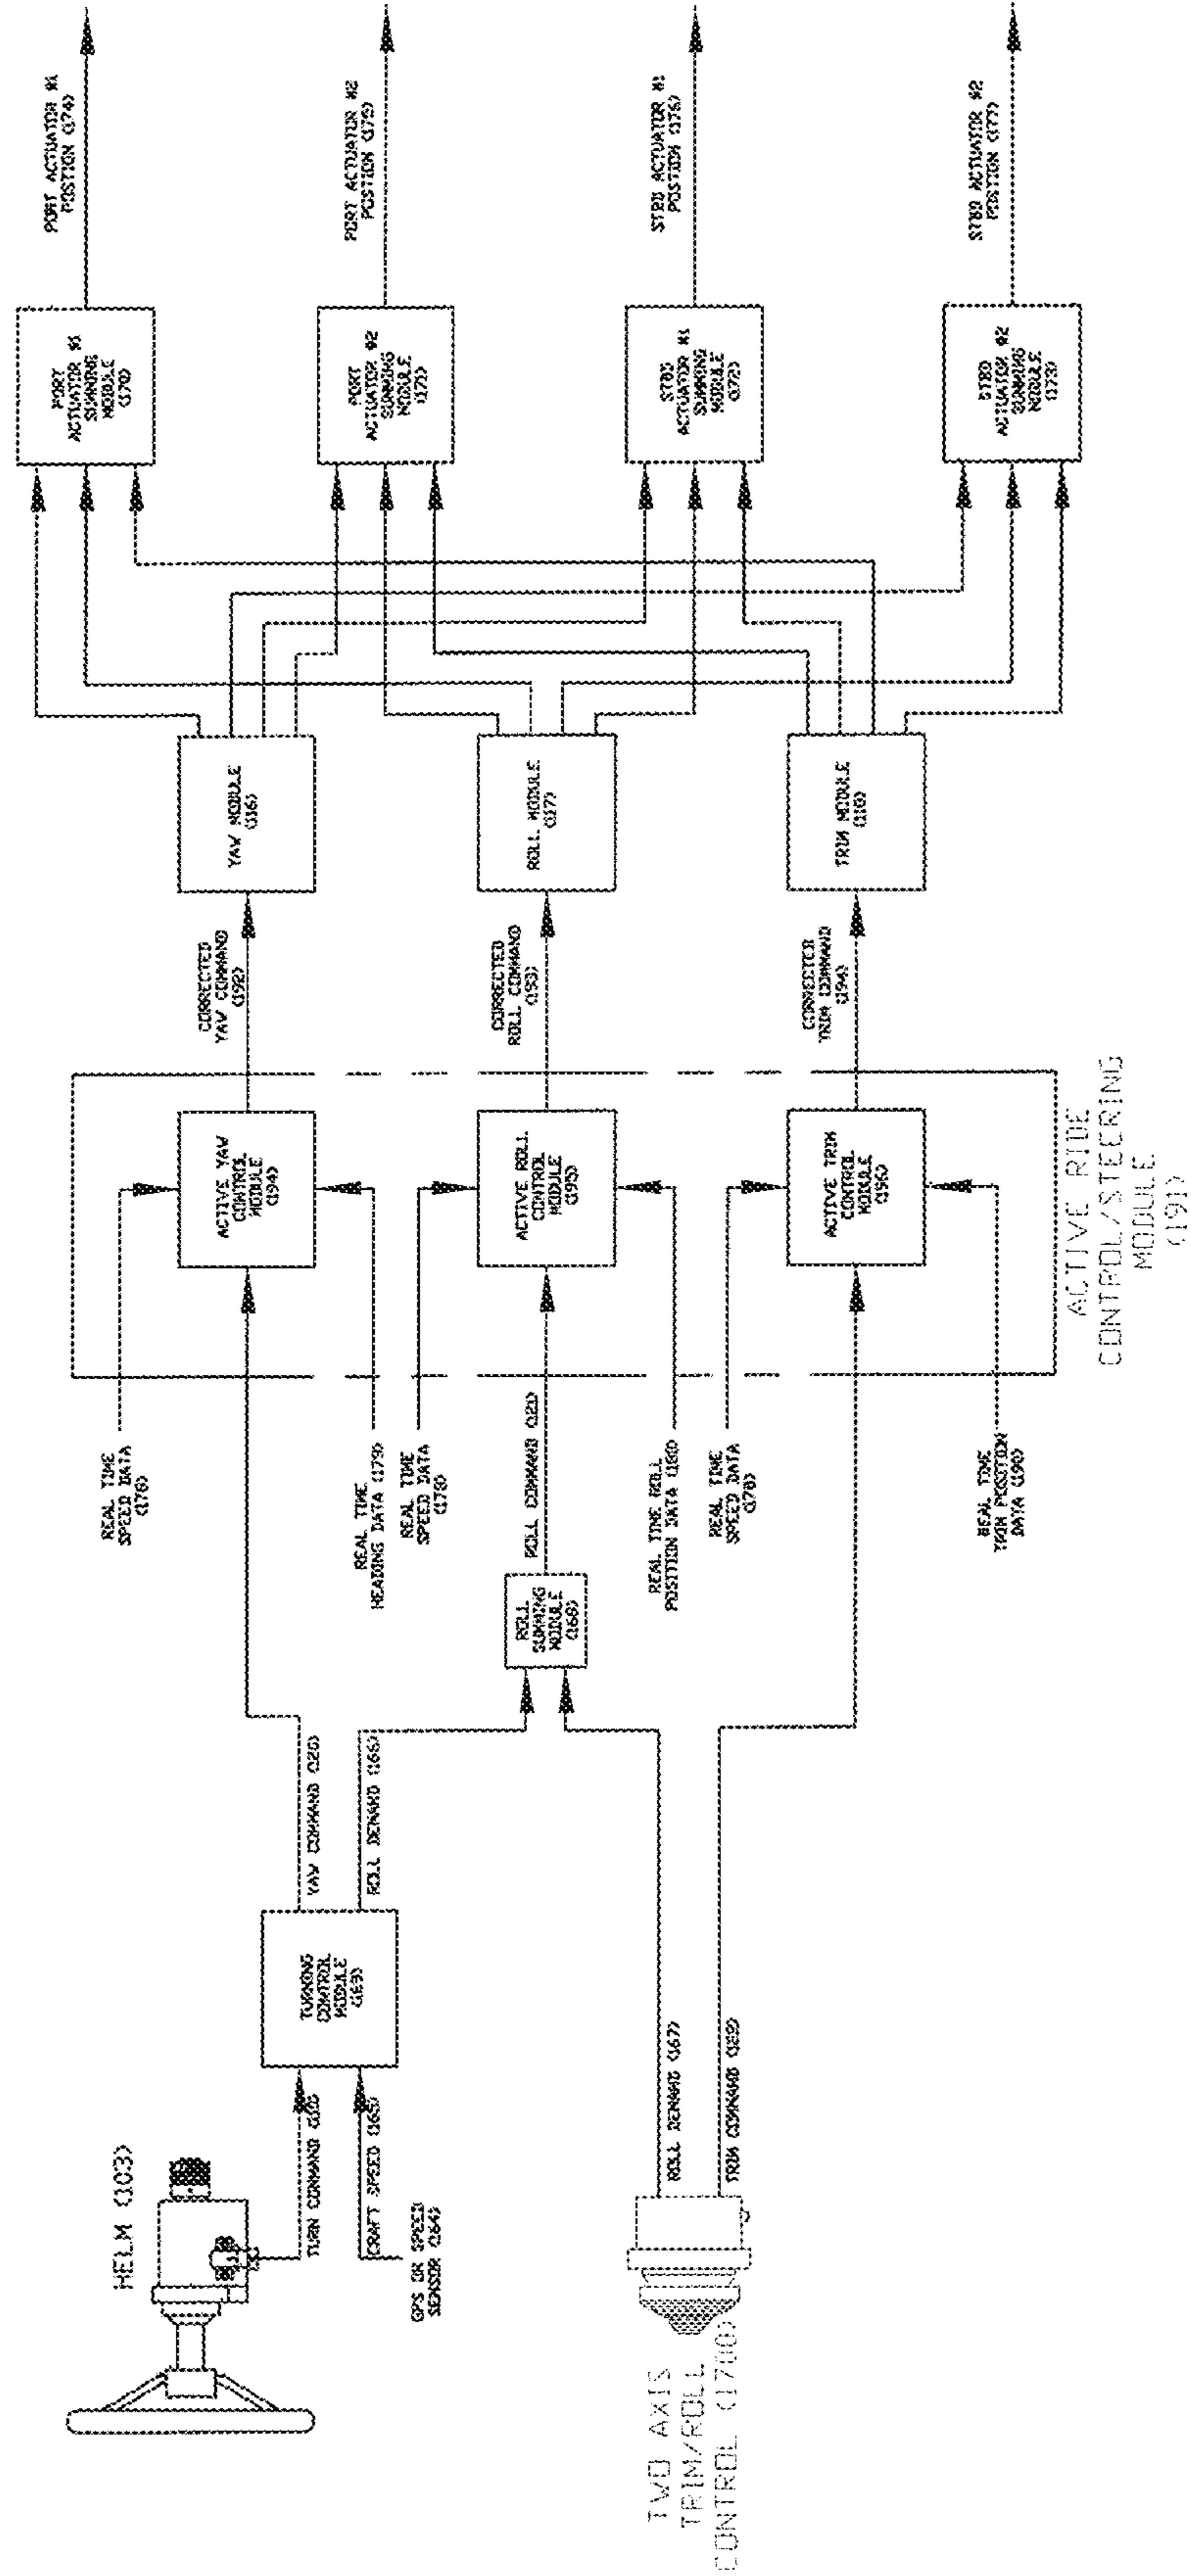 HELM (103)
TURN COMMAND
CRAFT SPEED (165)
GPS OR SPEED
SENSOR (164)
TWO AXIS
TRIM/ROLL
CONTROL (1700)
ROLL DEMAND (167)
TRIM COMMAND
TURNING
CONTROL
MODULE
(169)
YAW COMMAND (120)
ROLL DEMAND (166)
ROLL
SUMMING
MODULE
(168)
ROLL COMMAND (121)
REAL TIME
SPEED DATA
(178)
REAL TIME
HEADING DATA (179)
REAL TIME
SPEED DATA
(178)
REAL TIME ROLL
POSITION DATA (180)
REAL TIME
SPEED DATA
(178)
REAL TIME
TRIM POSITION
DATA (190)
ACTIVE YAW
CONTROL
MODULE
(194)
ACTIVE ROLL
CONTROL
MODULE
(195)
ACTIVE TRIM
CONTROL
MODULE
(196)
ACTIVE RIDE
CONTROL/STEERING
MODULE
(191)
CORRECTED
YAW COMMAND
(192)
CORRECTED
ROLL COMMAND
(193)
TRIM COMMAND
(194)
YAW MODULE
(116)
ROLL MODULE
(117)
TRIM MODULE
(118)
PORT
ACTUATOR #1
SUMMING
MODULE
(170)
PORT
ACTUATOR #2
SUMMING
MODULE
(171)
STBD
ACTUATOR #1
SUMMING
MODULE
(172)
STBD
ACTUATOR #2
SUMMING
MODULE
(173)
PORT ACTUATOR #1
POSITION (174)
PORT ACTUATOR #2
POSITION (175)
STBD ACTUATOR #1
POSITION (176)
STBD ACTUATOR #2
POSITION (177)